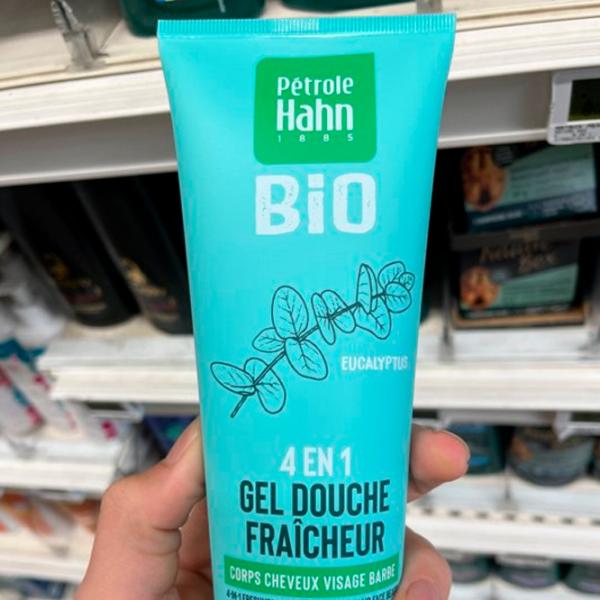 Pétrole
Hahn
1885
BiO
EUCALYPTUS
4 EN 1
GEL DOUCHE
FRAÎCHEUR
CORPS CHEVEUX VISAGE BARBE